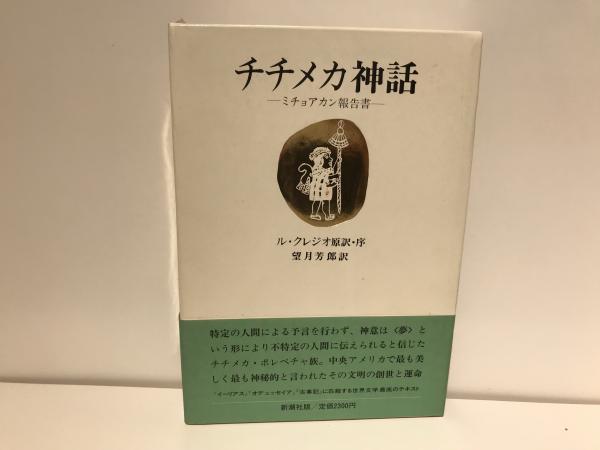 チチメカ神話
―ミチョアカン報告書―
ル・クレジオ原訳・序
望月芳郎訳
特定の人間による予言を行わず、神意は〈夢〉と
いう形により不特定の人間に伝えられると信じた
チチメカ・ポレペチャ族。中央アメリカで最も美
しく最も神秘的と言われたその文明の創世と運命
「イーリアス」「オデュッセイア」、「古事記」に匹敵する世界文学最高のテキスト
新潮社版/定価2300円